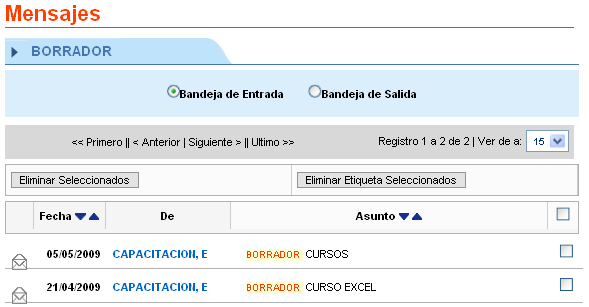 Mensajes
BORRADOR
Bandeja de Entrada Bandeja de Salida
<< Primero || < Anterior | Siguiente > || Ultimo >> Registro 1 a 2 de 2 | Ver de a: 15
Eliminar Seleccionados Eliminar Etiqueta Seleccionados
Fecha De Asunto
05/05/2009 CAPACITACION, E BORRADOR CURSOS
21/04/2009 CAPACITACION, E BORRADOR CURSO EXCEL